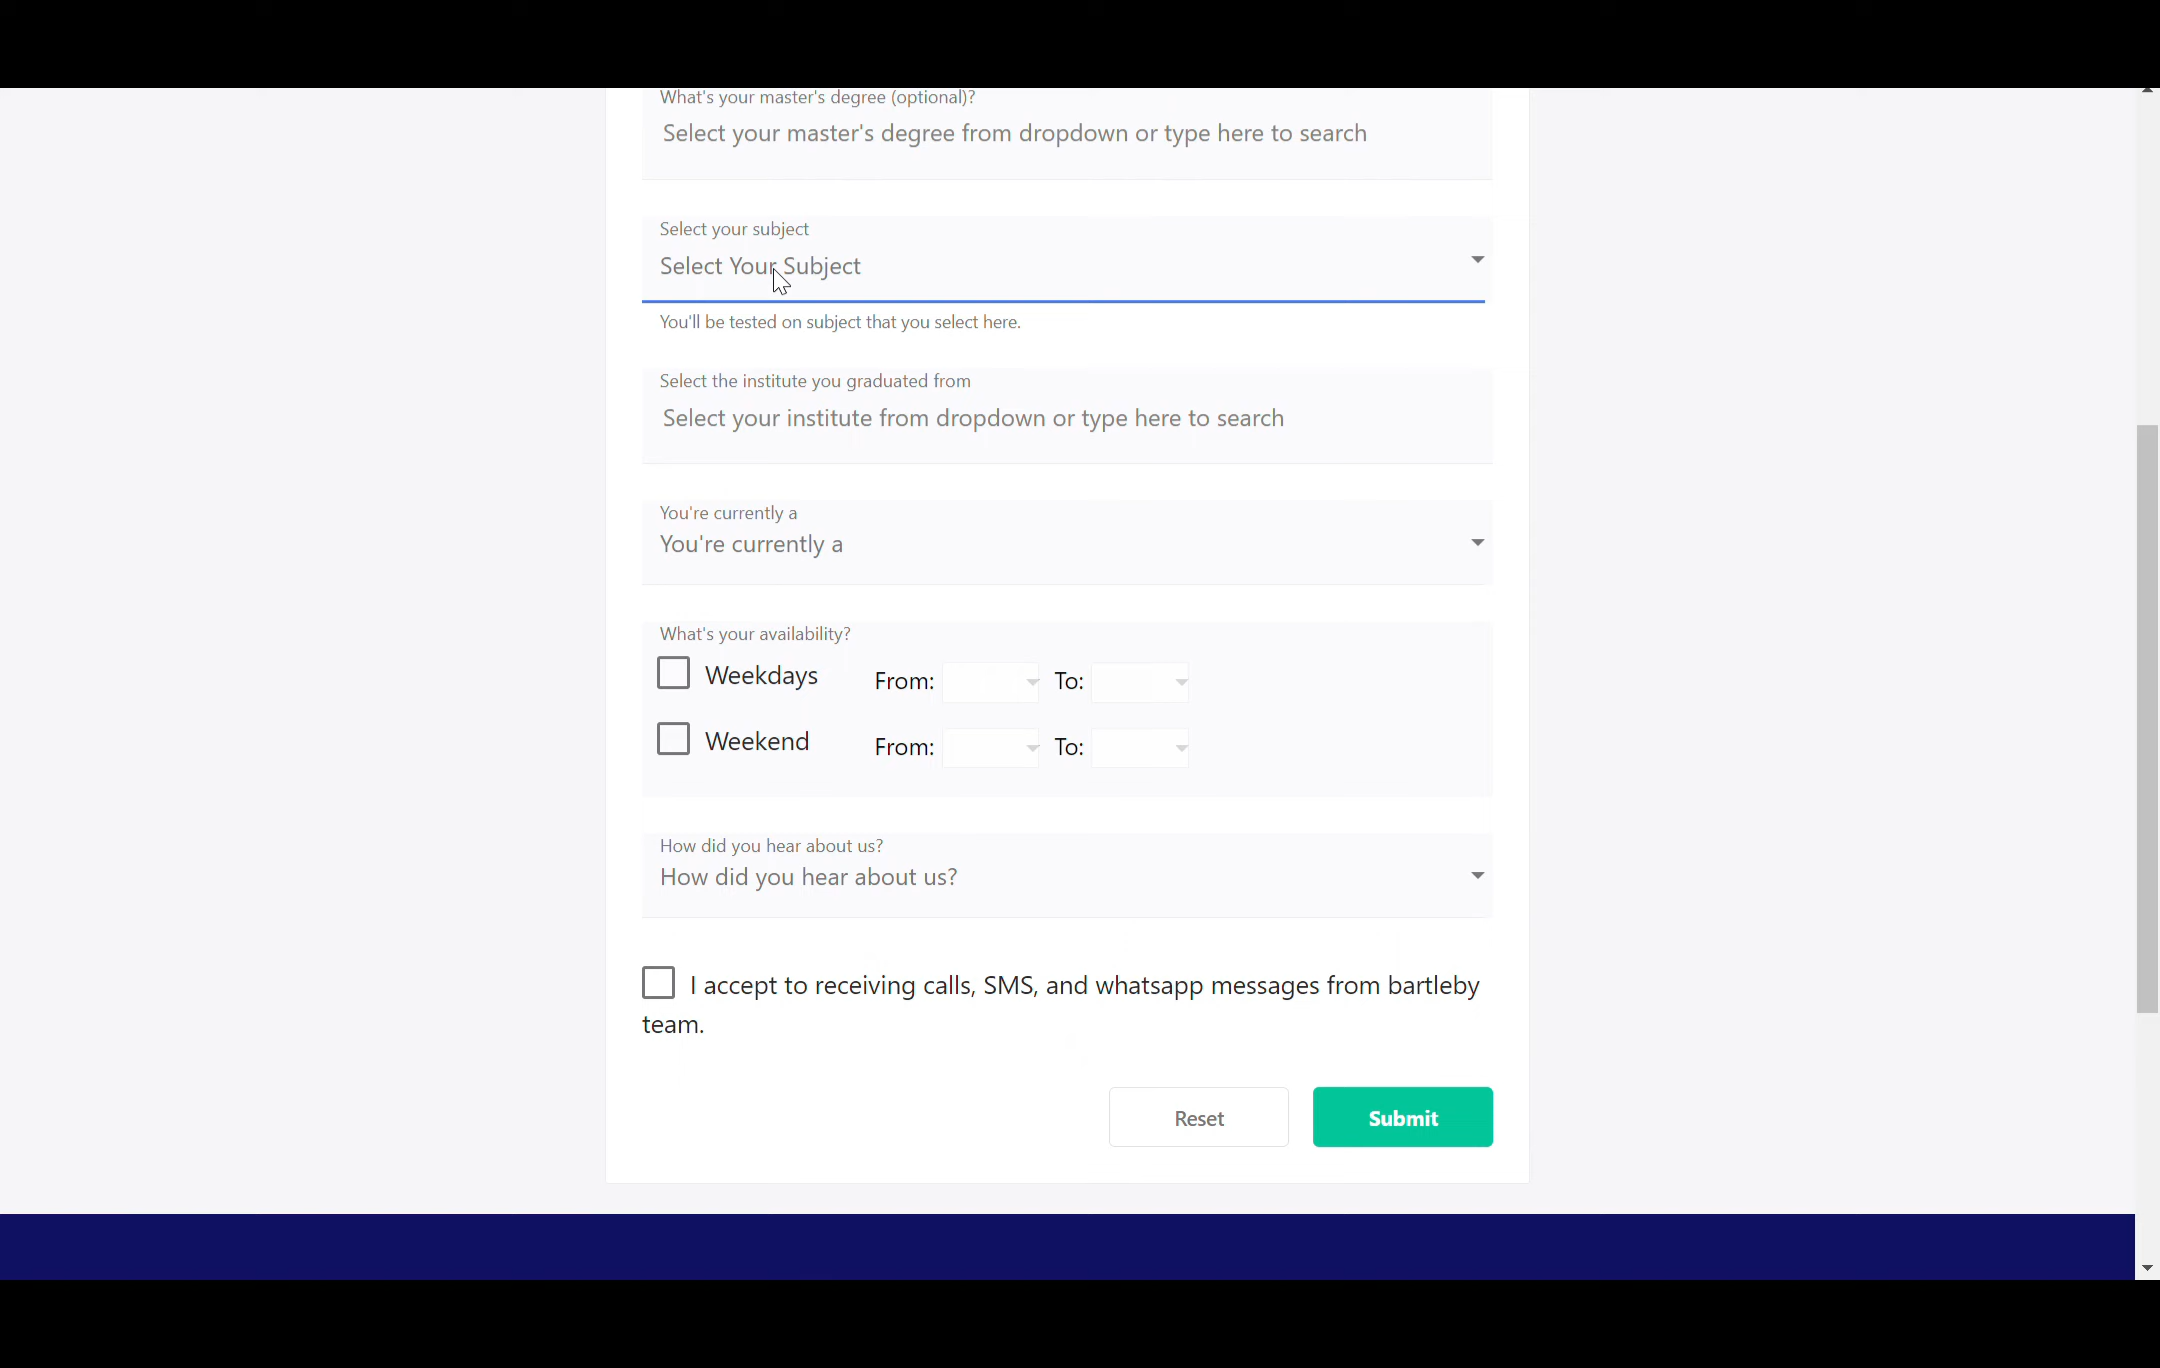 What's your master's degree (optional)?
Select your master's degree from dropdown or type here to search
Select your subject
Select Your Subject
You'll be tested on subject that you select here.
Select the institute you graduated from
Select your institute from dropdown or type here to search
You're currently a
You're currently a
What's your availability?
Weekdays From: To:
Weekend From: To:
How did you hear about us?
How did you hear about us?
I accept to receiving calls, SMS, and whatsapp messages from bartleby
team.
Reset Submit